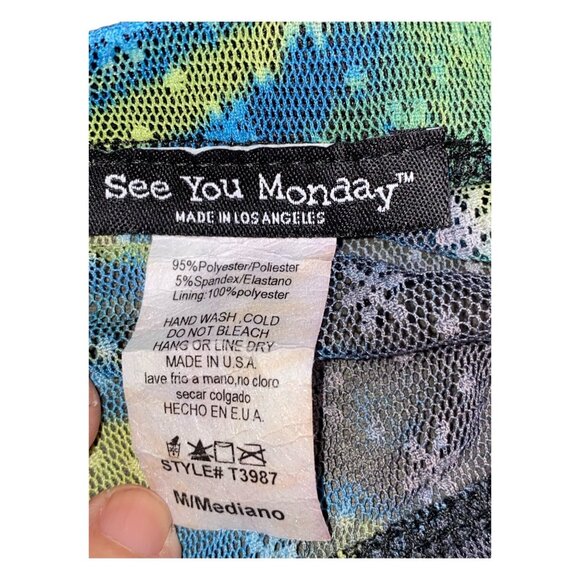 See You Monday™
MADE IN LOS ANGELES
95%Polyester/Poliester
5%Spandex/Elastano
Lining:100%polyester
HAND WASH,COLD
DO NOT BLEACH
HANG OR LINE DRY
MADE IN U.S.A.
lave frio a mano,no cloro
secar colgado
HECHO EN E.U.A.
STYLE# T3987
M/Mediano